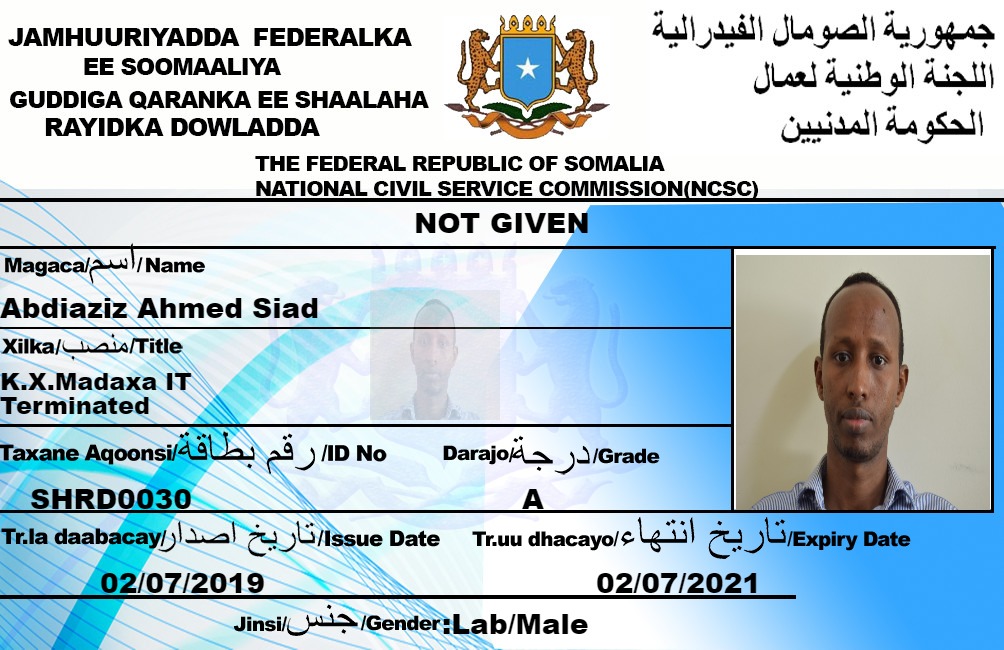 JAMHUURIYADDA FEDERALKA
EE SOOMAALIYA
GUDDIGA QARANKA EE SHAALAHA
RAYIDKA DOWLADDA
جمهورية الصومال الفيدرالية
اللجنة الوطنية لعمال
الحكومة المدنيين
THE FEDERAL REPUBLIC OF SOMALIA
NATIONAL CIVIL SERVICE COMMISSION(NCSC)
NOT GIVEN
Magaca/اسم/Name
Abdiaziz Ahmed Siad
Xilka/منصب/Title
K.X.Madaxa IT
Terminated
Taxane Aqoonsi/رقم بطاقة/ID No
Darajo/درجة/Grade
SHRD0030
A
Tr.la daabacay/تاريخ اصدار/Issue Date
Tr.uu dhacayo/تاريخ انتهاء/Expiry Date
02/07/2019
02/07/2021
Jinsi/جنس/Gender:Lab/Male